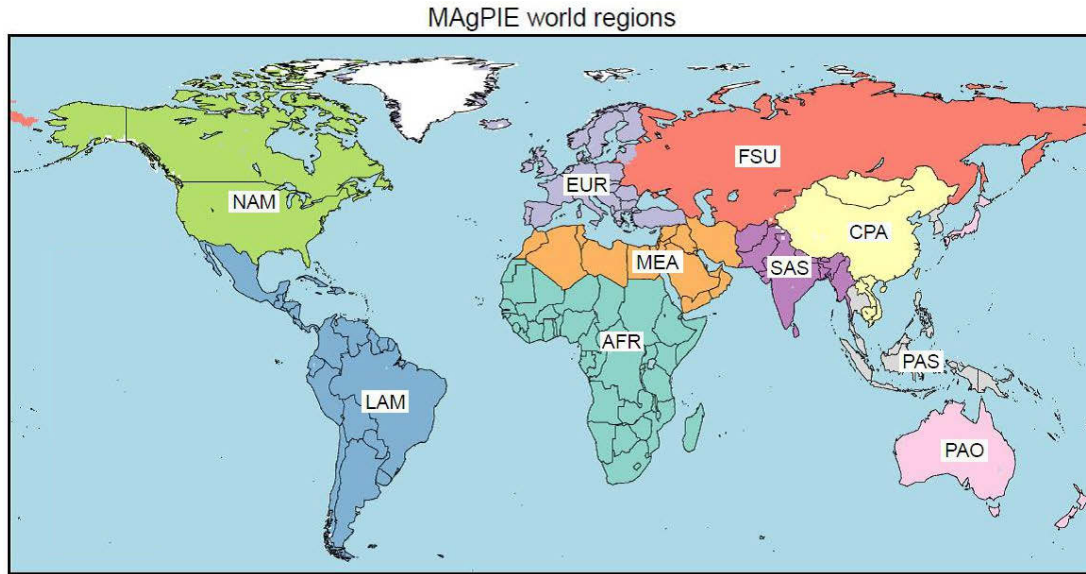 MAgPIE world regions
FSU
EUR
NAM
CPA
MEA
SAS
AFR
PAS
LAM
PAO